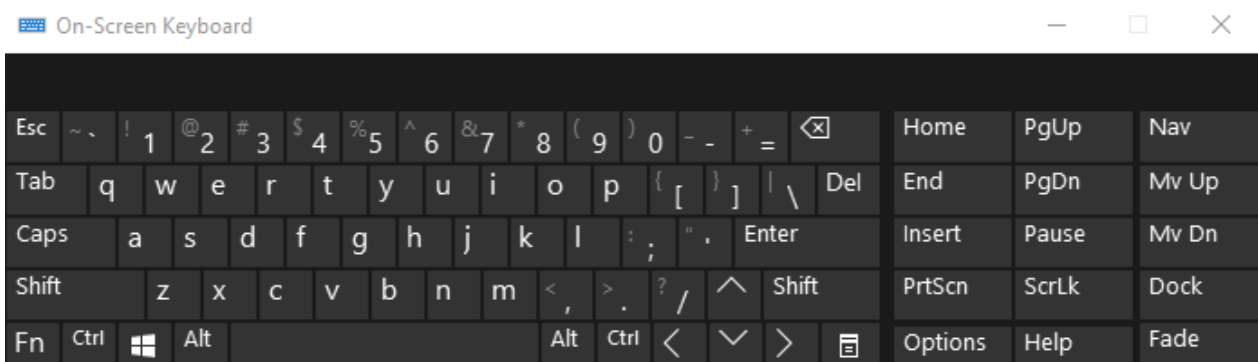 On-Screen Keyboard
Esc ~ ` ! 1 @ 2 # 3 $ 4 % 5 ^ 6 & 7 * 8 ( 9 ) 0 _ - + = Home PgUp Nav
Tab q w e r t y u i o p { [ } ] | \ Del End PgDn Mv Up
Caps a s d f g h j k l : ; " ' Enter Insert Pause Mv Dn
Shift z x c v b n m < , > . ? / Shift PrtScn ScrLk Dock
Fn Ctrl Alt Alt Ctrl Options Help Fade